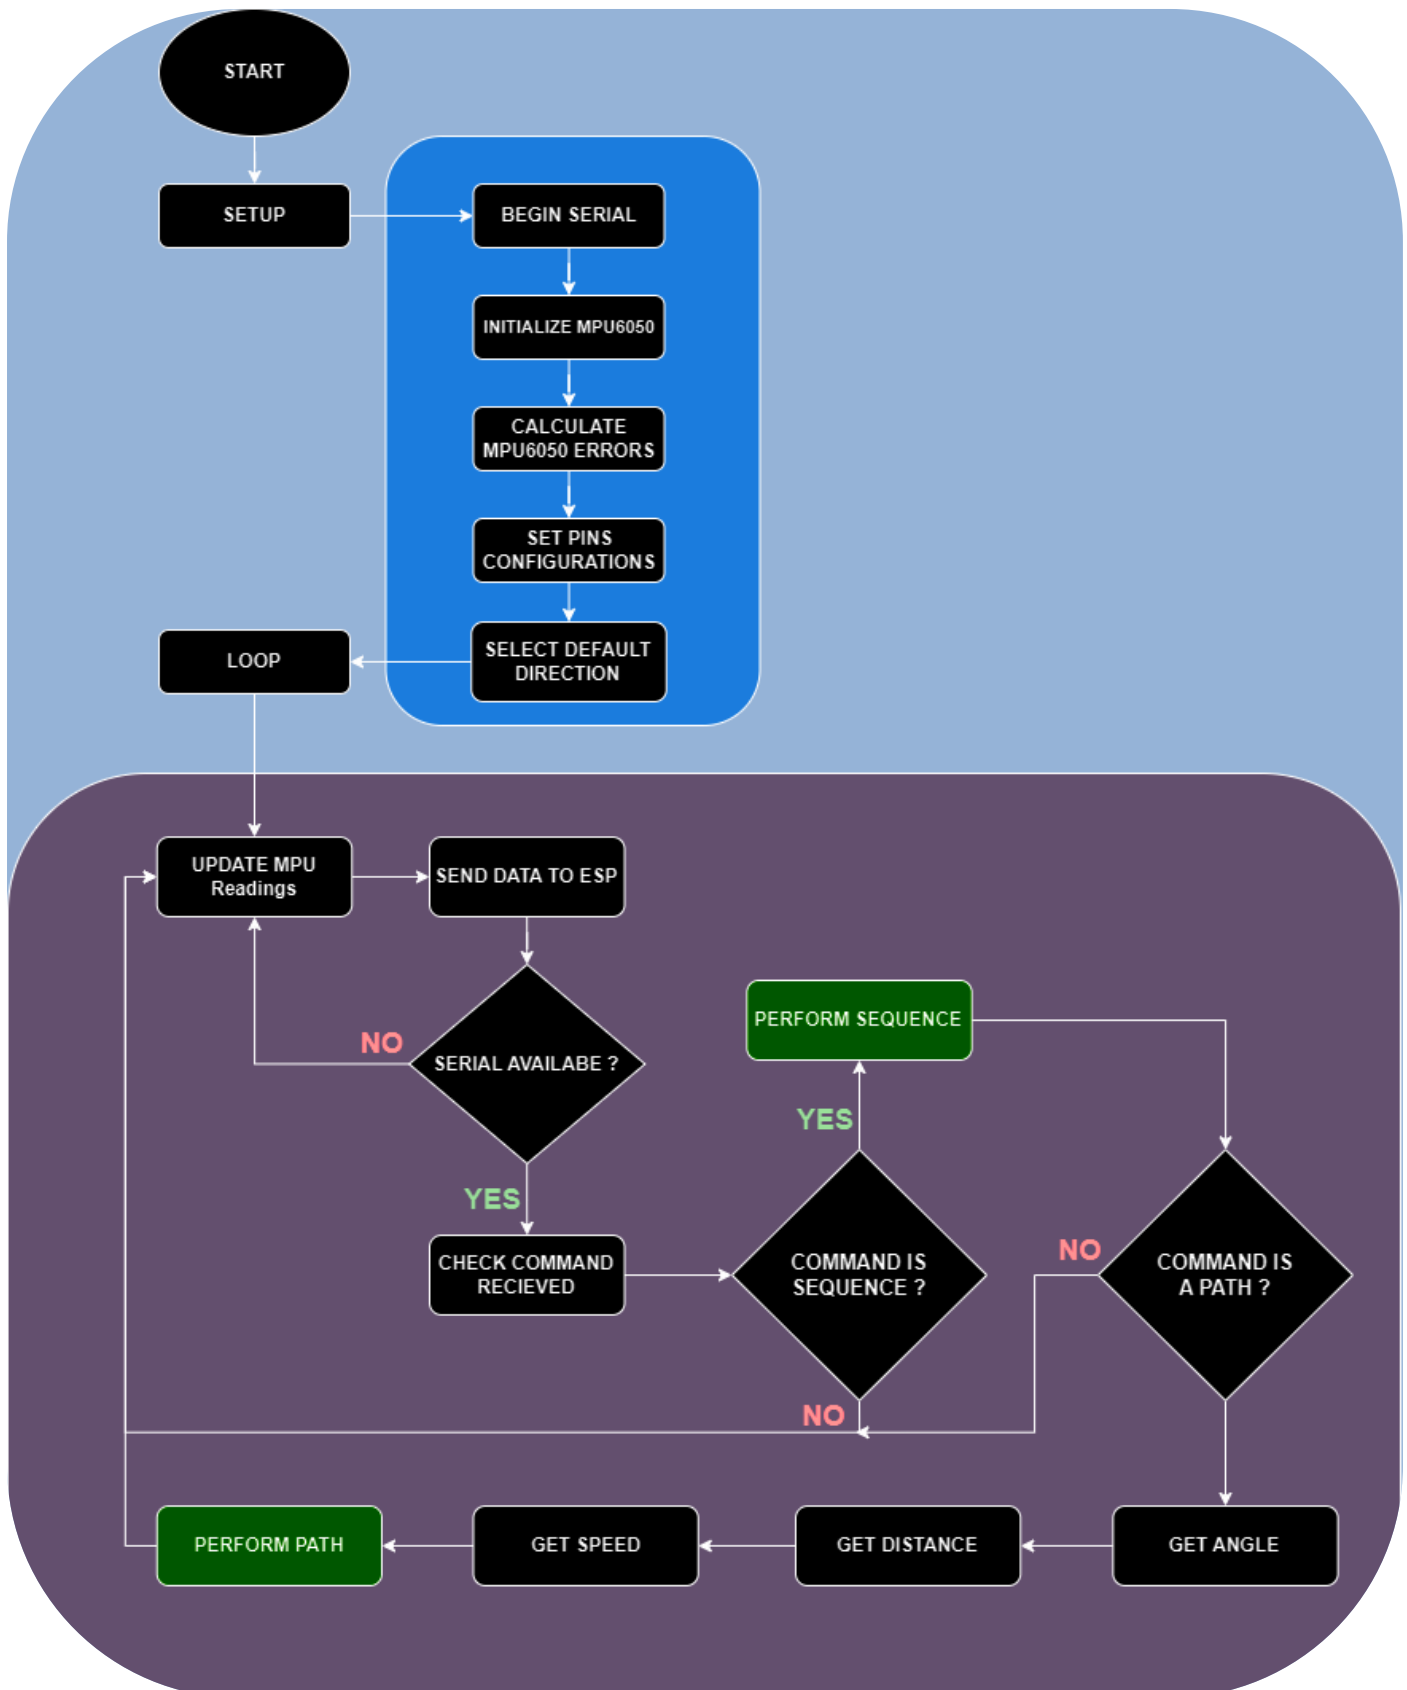 START
SETUP
BEGIN SERIAL
INITIALIZE MPU6050
CALCULATE
MPU6050 ERRORS
SET PINS
CONFIGURATIONS
SELECT DEFAULT
DIRECTION
LOOP
UPDATE MPU
Readings
SEND DATA TO ESP
NO
SERIAL AVAILABE ?
YES
CHECK COMMAND
RECIEVED
PERFORM SEQUENCE
YES
COMMAND IS
SEQUENCE ?
NO
NO
COMMAND IS
A PATH ?
GET ANGLE
GET DISTANCE
GET SPEED
PERFORM PATH